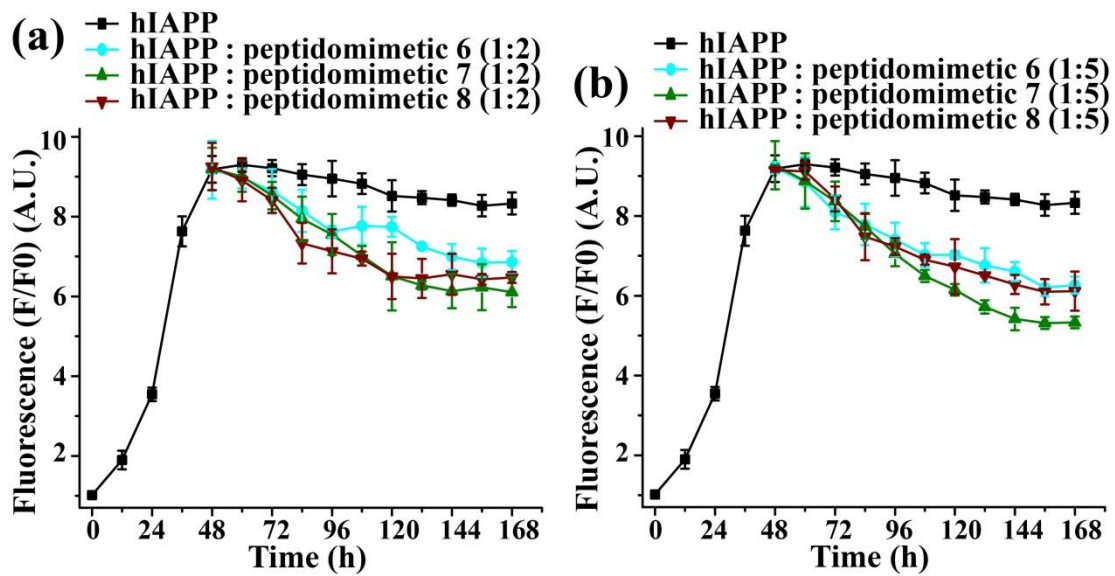 (a)
hIAPP
hIAPP : peptidomimetic 6 (1:2)
hIAPP : peptidomimetic 7 (1:2)
hIAPP : peptidomimetic 8 (1:2)
Fluorescence (F/F0) (A.U.)
10
8
6
4
2
0 24 48 72 96 120 144 168
Time (h)
(b)
hIAPP
hIAPP : peptidomimetic 6 (1:5)
hIAPP : peptidomimetic 7 (1:5)
hIAPP : peptidomimetic 8 (1:5)
Fluorescence (F/F0) (A.U.)
10
8
6
4
2
0 24 48 72 96 120 144 168
Time (h)